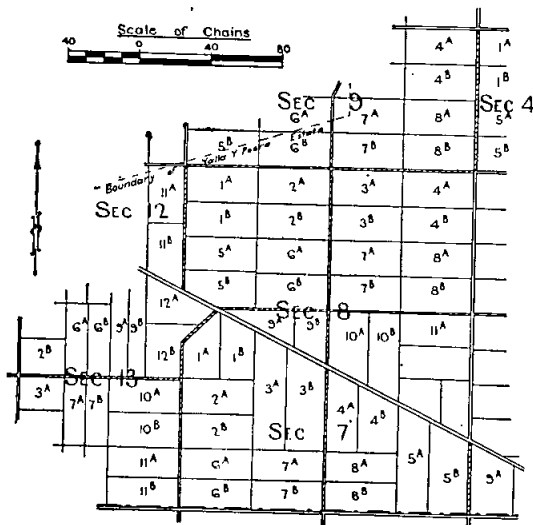 Scale of Chains
40 0 40 80
4ᴬ 1ᴬ
4ᴮ 1ᴮ
SEC 9 SEC 4
6ᴬ 7ᴬ 8ᴬ 5ᴬ
5ᴮ 6ᴮ 7ᴮ 8ᴮ 5ᴮ
Boundary of Yalla Y Poora Estate
11ᴬ 1ᴬ 2ᴬ 3ᴬ 4ᴬ
SEC 12
1ᴮ 2ᴮ 3ᴮ 4ᴮ
11ᴮ 5ᴬ 6ᴬ 7ᴬ 8ᴬ
5ᴮ 6ᴮ 7ᴮ 8ᴮ
12ᴬ SEC 8
6ᴬ 6ᴮ 9ᴬ 9ᴮ 9ᴬ 9ᴮ 10ᴬ 10ᴮ 11ᴬ
2ᴮ 12ᴮ 1ᴬ 1ᴮ
SEC 13
3ᴬ 7ᴬ 7ᴮ 10ᴬ 2ᴬ 3ᴬ 3ᴮ
4ᴬ 4ᴮ
10ᴮ 2ᴮ SEC 7
11ᴬ 6ᴬ 7ᴬ 8ᴬ 5ᴬ 5ᴮ 9ᴬ
11ᴮ 6ᴮ 7ᴮ 8ᴮ